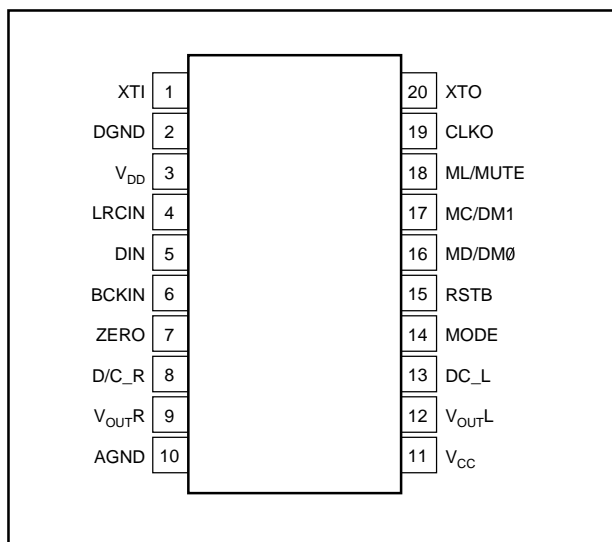 XTI 1 20 XTO
DGND 2 19 CLKO
VDD 3 18 ML/MUTE
LRCIN 4 17 MC/DM1
DIN 5 16 MD/DM0
BCKIN 6 15 RSTB
ZERO 7 14 MODE
D/C_R 8 13 DC_L
VOUTR 9 12 VOUTL
AGND 10 11 VCC